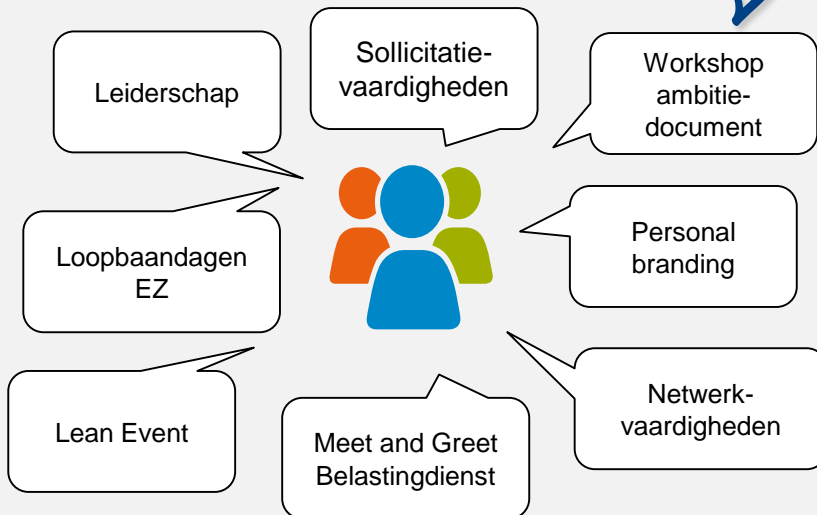 Leiderschap
Sollicitatie-
vaardigheden
Workshop
ambitie-
document
Loopbaandagen
EZ
Personal
branding
Lean Event
Meet and Greet
Belastingdienst
Netwerk-
vaardigheden